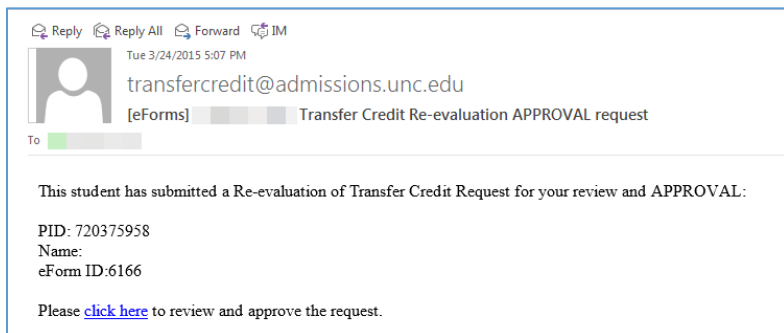 Reply Reply All Forward IM
Tue 3/24/2015 5:07 PM
transfercredit@admissions.unc.edu
[eForms] Transfer Credit Re-evaluation APPROVAL request
To
This student has submitted a Re-evaluation of Transfer Credit Request for your review and APPROVAL:
PID: 720375958
Name:
eForm ID:6166
Please click here to review and approve the request.